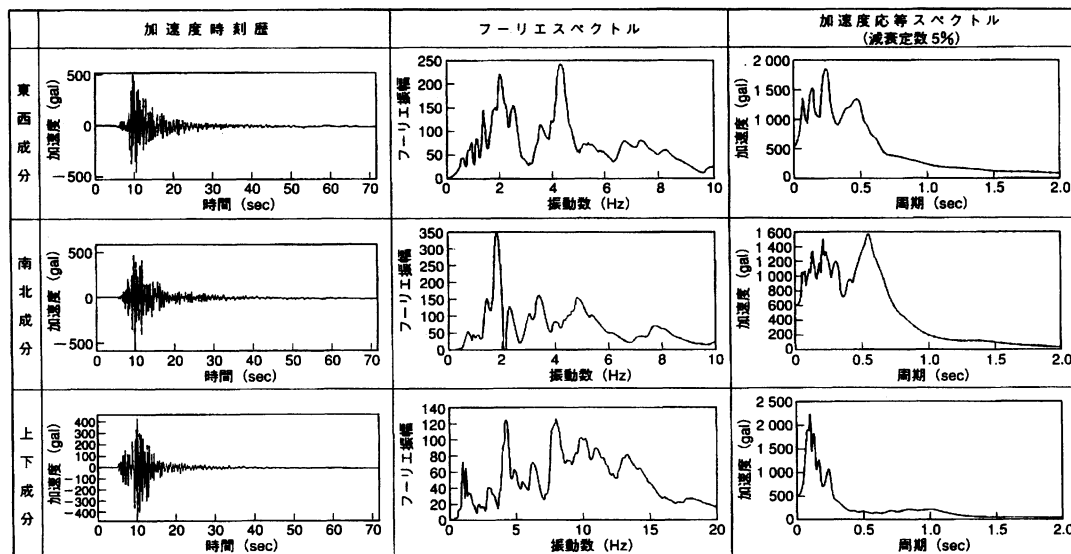 加速度時刻歴
フーリエスペクトル
加速度応等スペクトル
(減衰定数 5%)
東西成分
加速度 (gal)
500
0
−500
0 10 20 30 40 50 60 70
時間 (sec)
フーリエ振幅
250
200
150
100
50
0
0 2 4 6 8 10
振動数 (Hz)
加速度 (gal)
2 000
1 500
1 000
500
0
0 0.5 1.0 1.5 2.0
周期 (sec)
南北成分
加速度 (gal)
500
0
−500
0 10 20 30 40 50 60 70
時間 (sec)
フーリエ振幅
350
300
250
200
150
100
50
0
0 2 4 6 8 10
振動数 (Hz)
加速度 (gal)
1 600
1 400
1 200
1 000
800
600
400
200
0
0 0.5 1.0 1.5 2.0
周期 (sec)
上下成分
加速度 (gal)
400
300
200
100
0
−100
−200
−300
−400
0 10 20 30 40 50 60 70
時間 (sec)
フーリエ振幅
140
120
100
80
60
40
20
0
0 5 10 15 20
振動数 (Hz)
加速度 (gal)
2 500
2 000
1 500
1 000
500
0
0 0.5 1.0 1.5 2.0
周期 (sec)